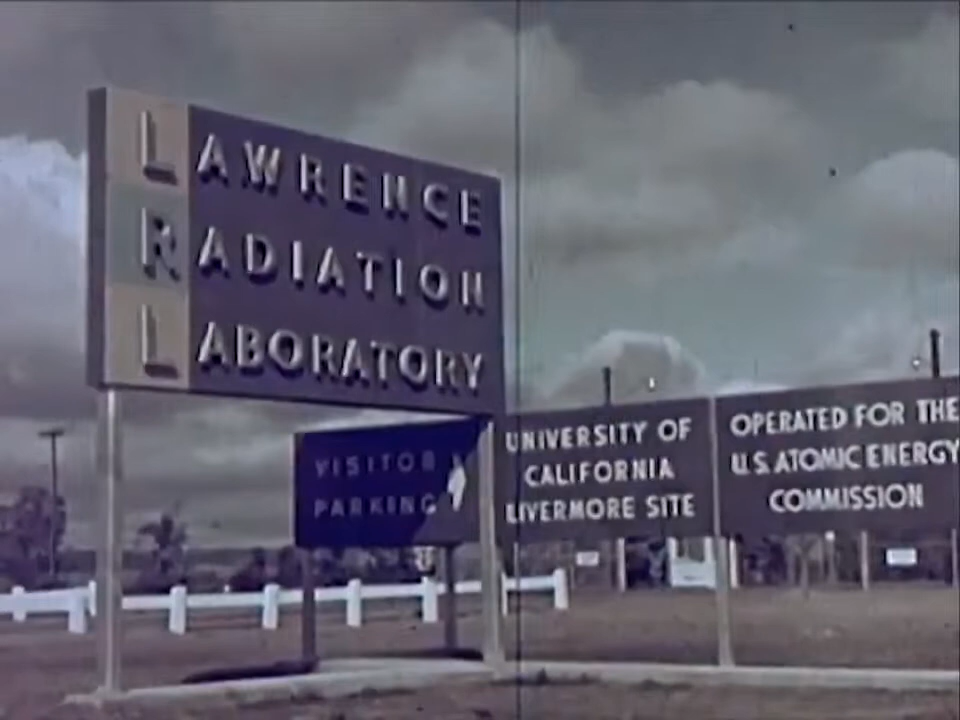 LAWRENCE
RADIATION
LABORATORY
VISITOR
PARKING
UNIVERSITY OF
CALIFORNIA
LIVERMORE SITE
OPERATED FOR THE
U.S. ATOMIC ENERGY
COMMISSION